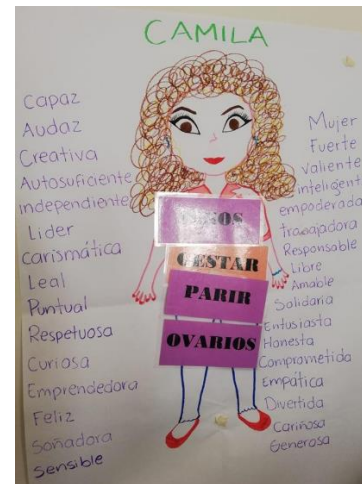 CAMILA
Capaz
Audaz
Creativa
Autosuficiente
independiente
Lider
carismática
Leal
Puntual
Respetuosa
Curiosa
Emprendedora
Feliz
Soñadora
Sensible
GESTAR
PARIR
OVARIOS
Mujer
Fuerte
valiente
inteligent
empoderada
trabajadora
Responsable
Libre
Amable
Solidaria
Entusiasta
Honesta
Comprometida
Empática
Divertida
Cariñosa
Generosa